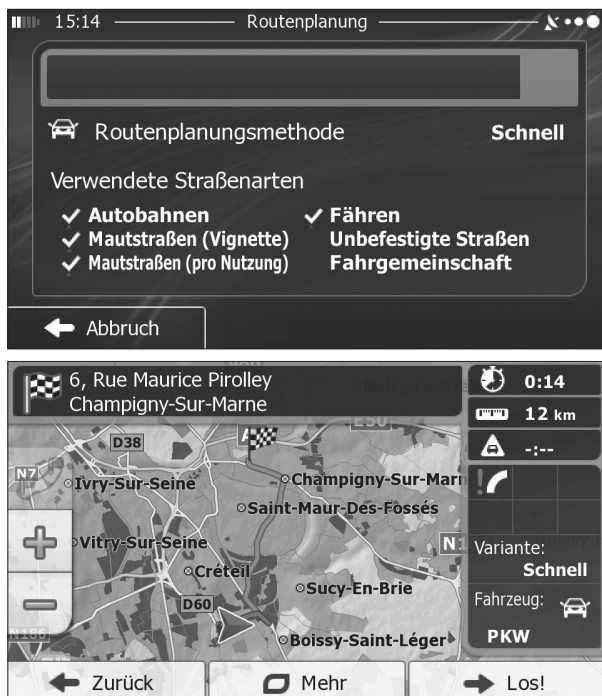 15:14 Routenplanung
Routenplanungsmethode Schnell
Verwendete Straßenarten
Autobahnen Fähren
Mautstraßen (Vignette) Unbefestigte Straßen
Mautstraßen (pro Nutzung) Fahrgemeinschaft
Abbruch
6, Rue Maurice Pirolley
Champigny-Sur-Marne
0:14
12 km
-:--
E50
D38
N7
Ivry-Sur-Seine
Champigny-Sur-Marn
Saint-Maur-Des-Fossés
Vitry-Sur-Seine
N1
Créteil
Sucy-En-Brie
D60
Boissy-Saint-Léger
N186
Variante:
Schnell
Fahrzeug:
PKW
Zurück Mehr Los!